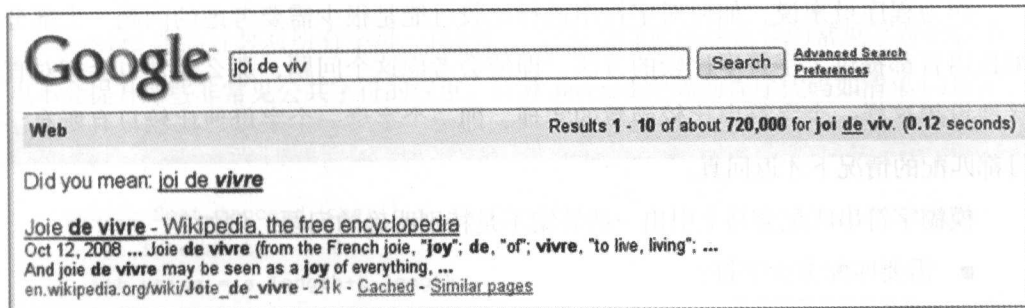 Google™ joi de viv Search Advanced Search
Preferences
Web Results 1 - 10 of about 720,000 for joi de viv. (0.12 seconds)
Did you mean: joi de vivre
Joie de vivre - Wikipedia, the free encyclopedia
Oct 12, 2008 ... Joie de vivre (from the French joie, "joy"; de, "of"; vivre, "to live, living"; ...
And joie de vivre may be seen as a joy of everything, ...
en.wikipedia.org/wiki/Joie_de_vivre - 21k - Cached - Similar pages